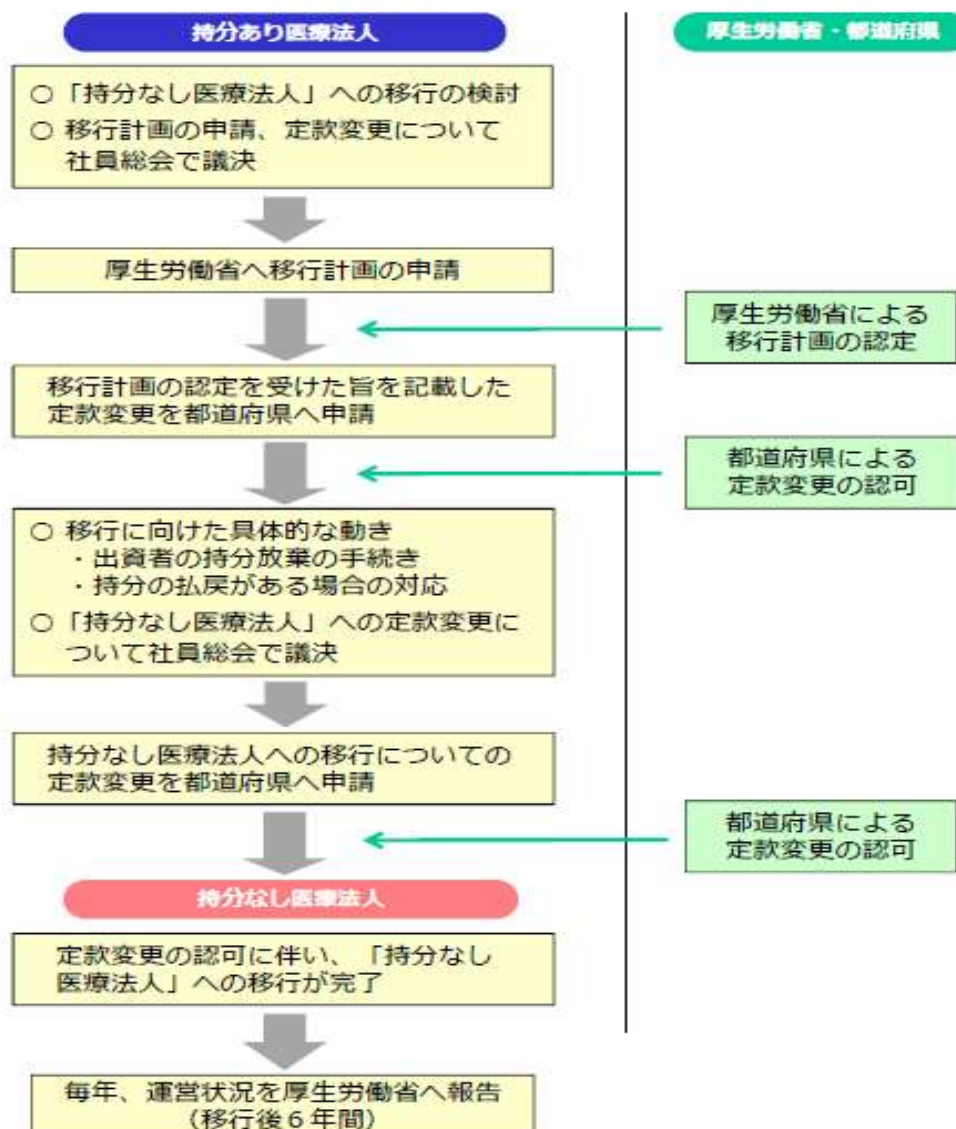 持分あり医療法人
厚生労働省・都道府県
○「持分なし医療法人」への移行の検討
○ 移行計画の申請、定款変更について
社員総会で議決
厚生労働省へ移行計画の申請
厚生労働省による
移行計画の認定
移行計画の認定を受けた旨を記載した
定款変更を都道府県へ申請
都道府県による
定款変更の認可
○ 移行に向けた具体的な動き
・出資者の持分放棄の手続き
・持分の払戻がある場合の対応
○「持分なし医療法人」への定款変更に
ついて社員総会で議決
持分なし医療法人への移行についての
定款変更を都道府県へ申請
都道府県による
定款変更の認可
持分なし医療法人
定款変更の認可に伴い、「持分なし
医療法人」への移行が完了
毎年、運営状況を厚生労働省へ報告
（移行後６年間）